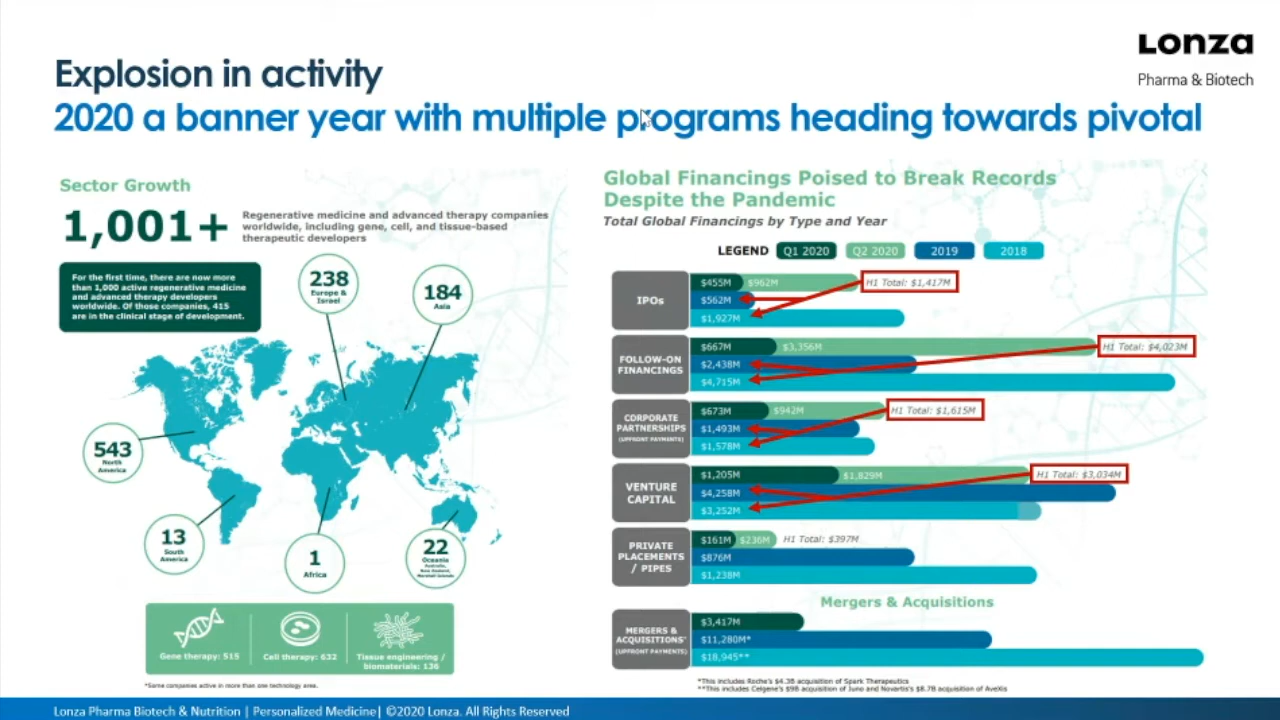 Lonza
Pharma & Biotech
Explosion in activity
2020 a banner year with multiple programs heading towards pivotal
Sector Growth
1,001+
Regenerative medicine and advanced therapy companies
worldwide, including gene, cell, and tissue-based
therapeutic developers
For the first time, there are now more
than 1,000 active regenerative medicine
and advanced therapy developers
worldwide. Of those companies, 415
are in the clinical stage of development.
238
Europe &
Israel
184
Asia
543
North
America
13
South
America
1
Africa
22
Oceania
Australia,
New Zealand,
Marshall Islands
Gene therapy: 515
Cell therapy: 632
Tissue engineering /
biomaterials: 136
*Some companies active in more than one technology area.
Global Financings Poised to Break Records
Despite the Pandemic
Total Global Financings by Type and Year
LEGEND Q1 2020 Q2 2020 2019 2018
IPOs
$455M $962M H1 Total: $1,417M
$562M
$1,927M
FOLLOW-ON
FINANCINGS
$667M $3,356M H1 Total: $4,023M
$2,438M
$4,715M
CORPORATE
PARTNERSHIPS
(UPFRONT PAYMENTS)
$673M $942M H1 Total: $1,615M
$1,493M
$1,578M
VENTURE
CAPITAL
$1,205M $1,829M H1 Total: $3,034M
$4,258M
$3,252M
PRIVATE
PLACEMENTS
/ PIPES
$161M $236M H1 Total: $397M
$876M
$1,238M
Mergers & Acquisitions
MERGERS &
ACQUISITIONS*
(UPFRONT PAYMENTS)
$3,417M
$11,280M*
$18,945**
*This includes Roche's $4.3B acquisition of Spark Therapeutics
**This includes Celgene's $9B acquisition of Juno and Novartis's $8.7B acquisition of AveXis
Lonza Pharma Biotech & Nutrition | Personalized Medicine| ©2020 Lonza. All Rights Reserved